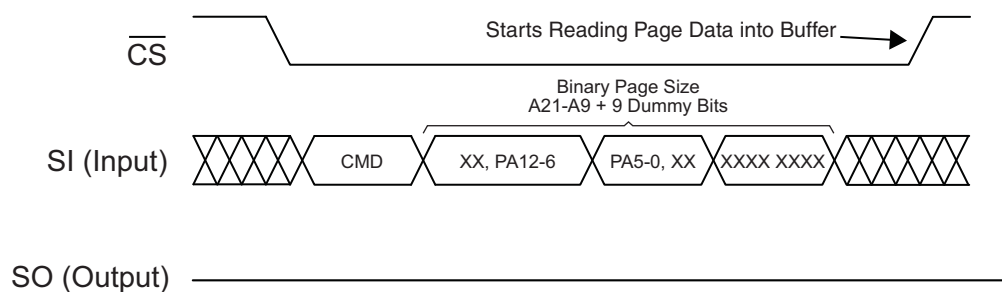 Starts Reading Page Data into Buffer
CS
Binary Page Size
A21-A9 + 9 Dummy Bits
SI (Input) CMD XX, PA12-6 PA5-0, XX XXXX XXXX
SO (Output)